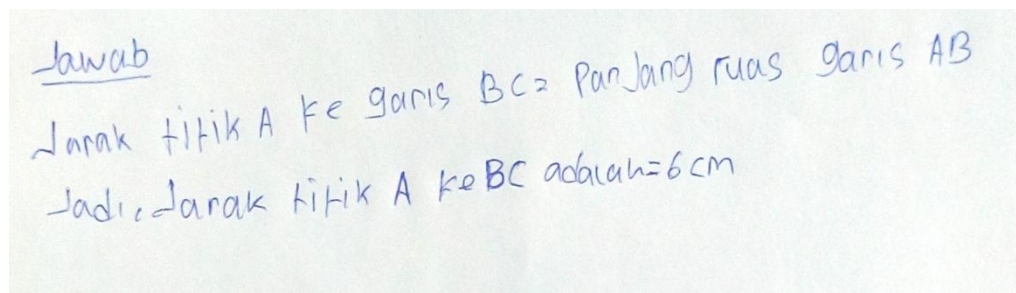 Jawab
Jarak titik A ke garis BC = Panjang ruas garis AB
Jadi, Jarak titik A ke BC adalah = 6 cm